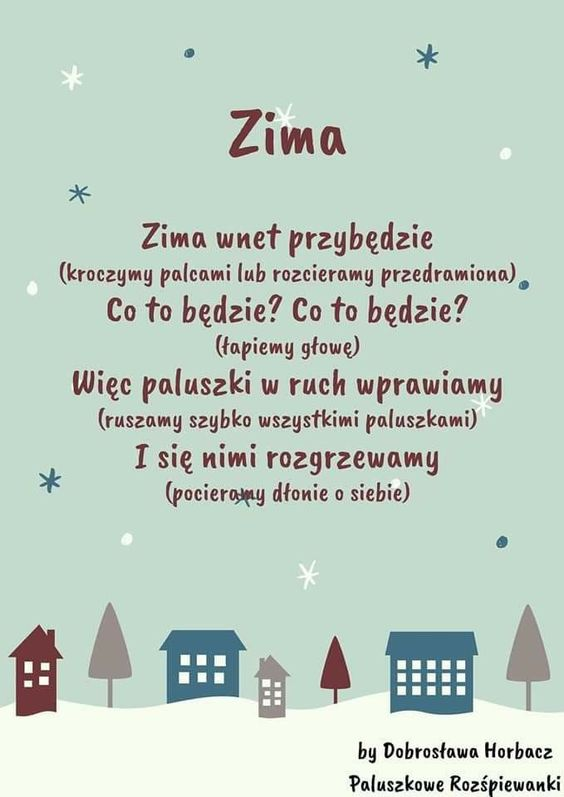 Zima
Zima wnet przybędzie
(kroczymy palcami lub rozcieramy przedramiona)
Co to będzie? Co to będzie?
(łapiemy głowę)
Więc paluszki w ruch wprawiamy
(ruszamy szybko wszystkimi paluszkami)
I się nimi rozgrzewamy
(pocieramy dłonie o siebie)
by Dobrosława Horbacz
Paluszkowe Rozśpiewanki